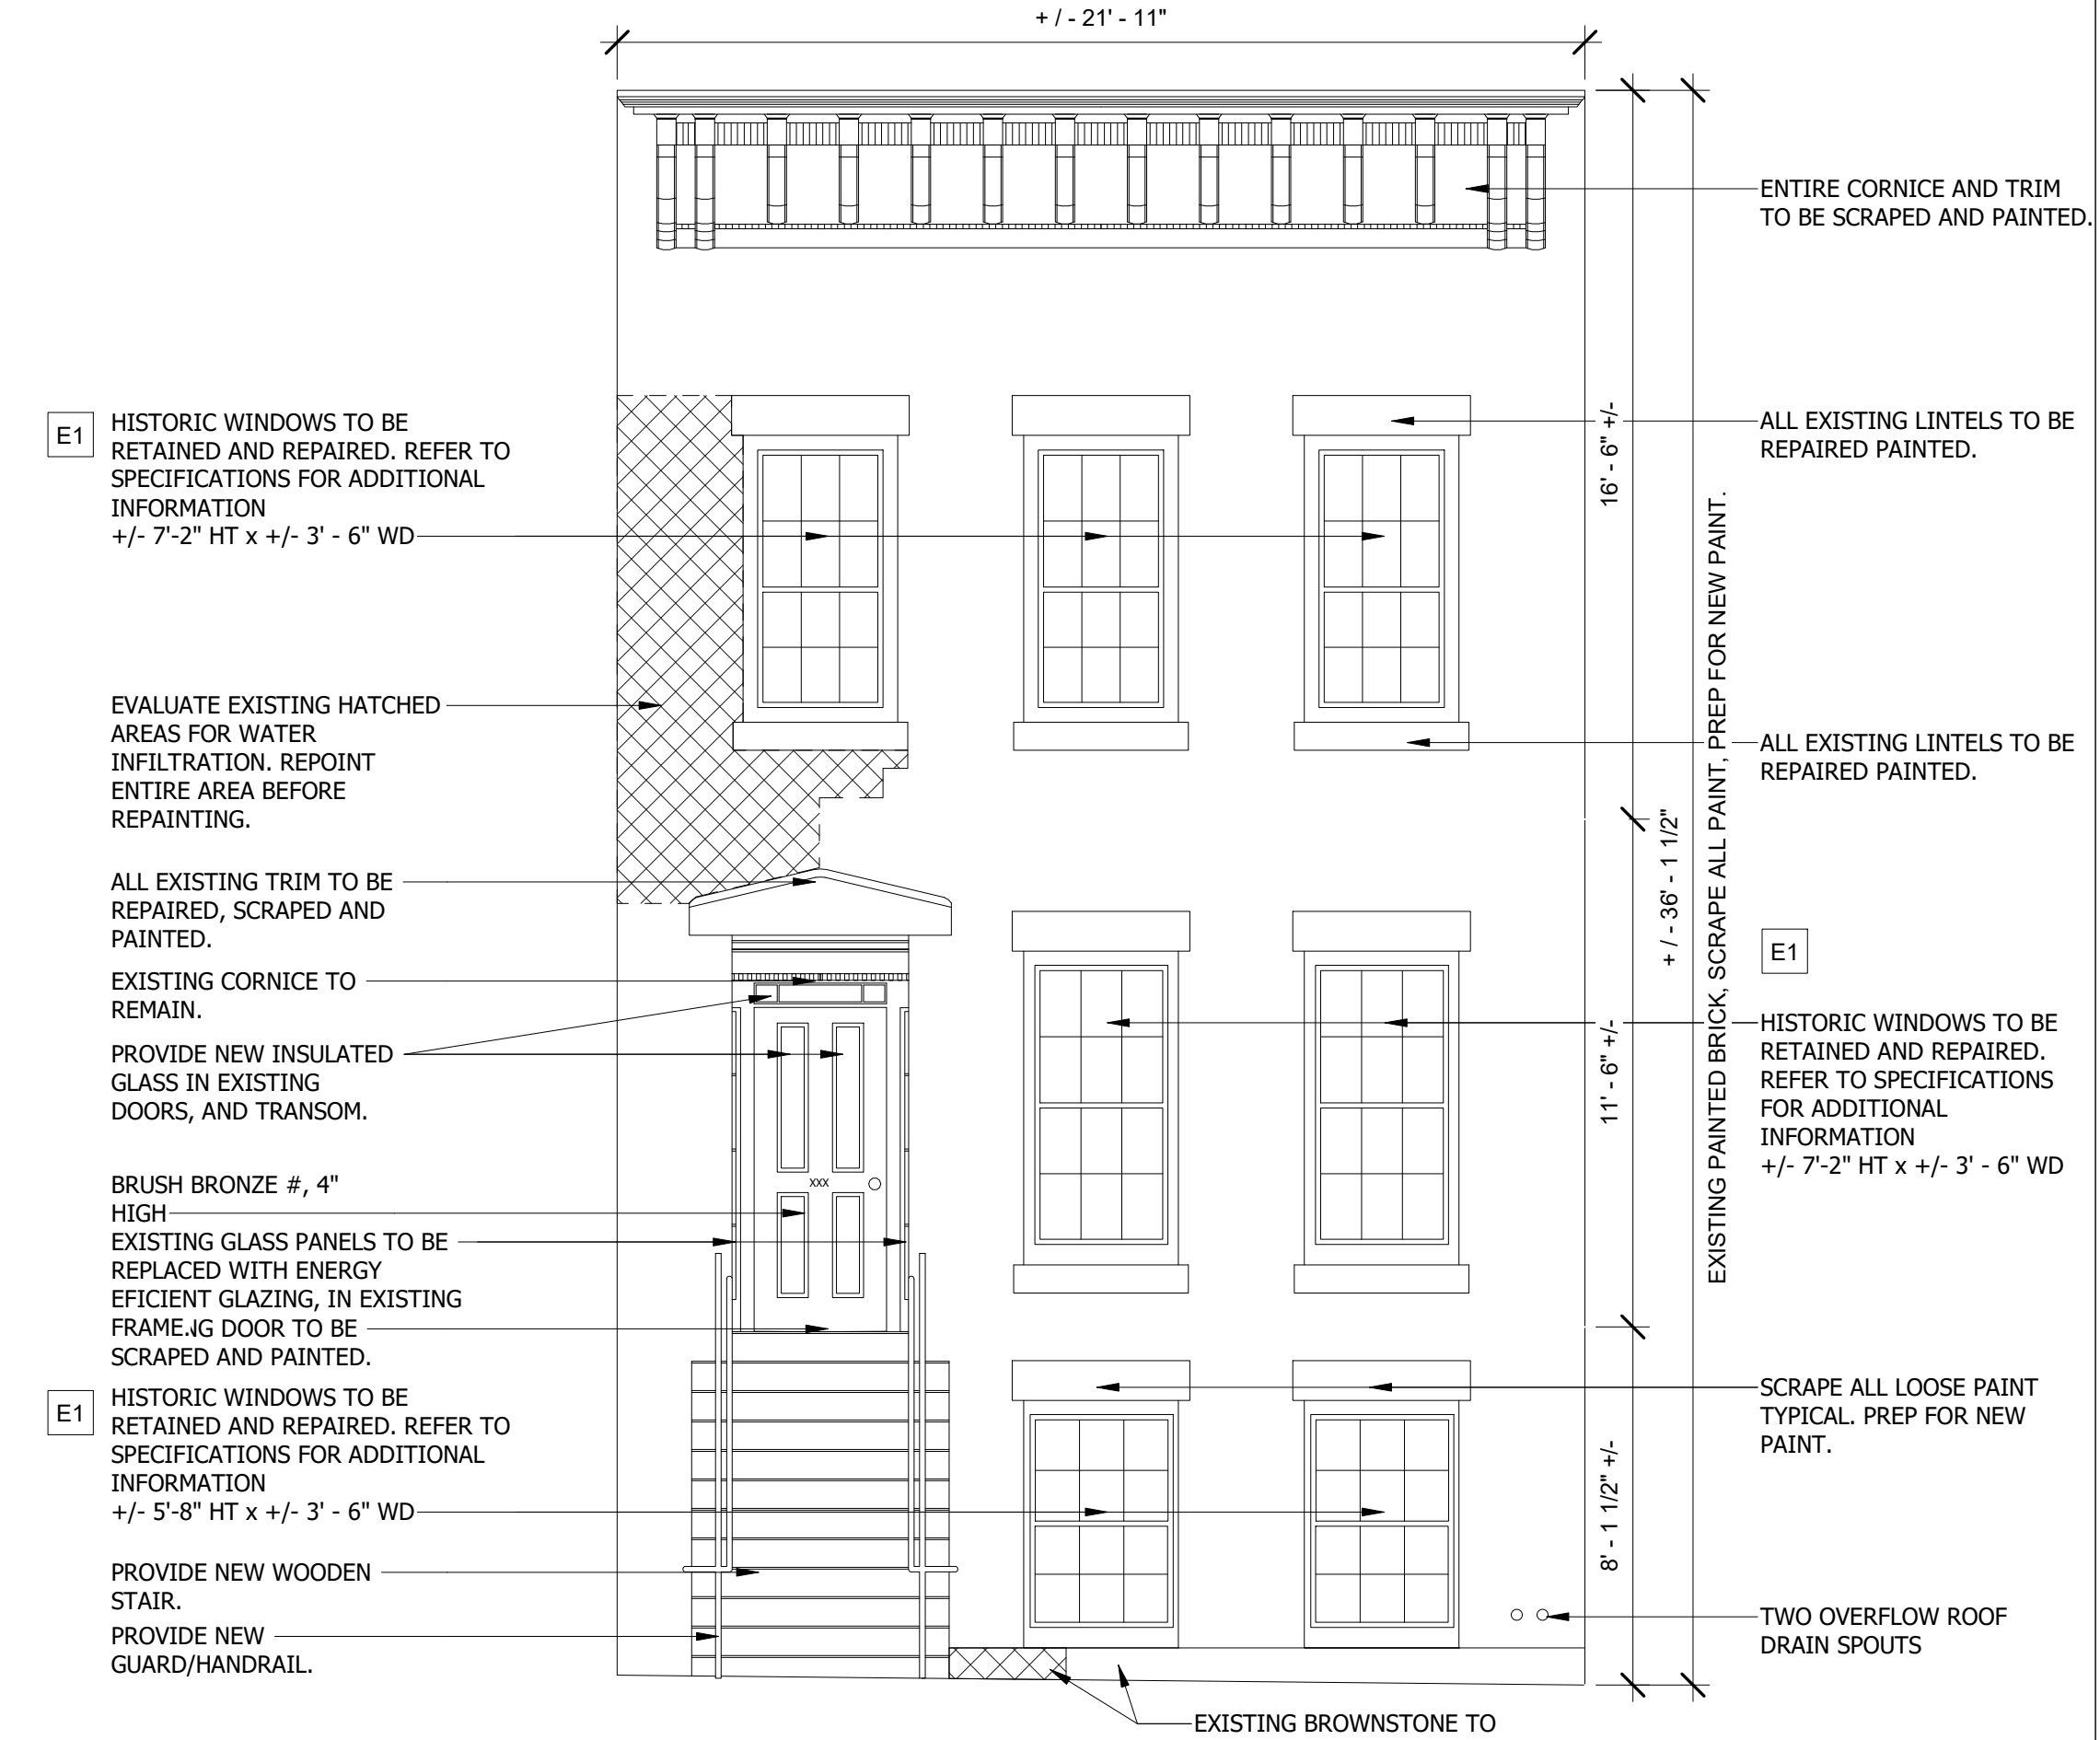 + / - 21' - 11"
ENTIRE CORNICE AND TRIM
TO BE SCRAPED AND PAINTED.
E1
HISTORIC WINDOWS TO BE
RETAINED AND REPAIRED. REFER TO
SPECIFICATIONS FOR ADDITIONAL
INFORMATION
+/- 7'-2" HT x +/- 3' - 6" WD
16' - 6" +/-
ALL EXISTING LINTELS TO BE
REPAIRED PAINTED.
EXISTING PAINTED BRICK, SCRAPE ALL PAINT, PREP FOR NEW PAINT.
EVALUATE EXISTING HATCHED
AREAS FOR WATER
INFILTRATION. REPOINT
ENTIRE AREA BEFORE
REPAINTING.
ALL EXISTING LINTELS TO BE
REPAIRED PAINTED.
+ / - 36' - 1 1/2"
ALL EXISTING TRIM TO BE
REPAIRED, SCRAPED AND
PAINTED.
EXISTING CORNICE TO
REMAIN.
PROVIDE NEW INSULATED
GLASS IN EXISTING
DOORS, AND TRANSOM.
E1
11' - 6" +/-
HISTORIC WINDOWS TO BE
RETAINED AND REPAIRED.
REFER TO SPECIFICATIONS
FOR ADDITIONAL
INFORMATION
+/- 7'-2" HT x +/- 3' - 6" WD
XXX
BRUSH BRONZE #, 4"
HIGH
EXISTING GLASS PANELS TO BE
REPLACED WITH ENERGY
EFICIENT GLAZING, IN EXISTING
FRAME.
DOOR TO BE
SCRAPED AND PAINTED.
E1
HISTORIC WINDOWS TO BE
RETAINED AND REPAIRED. REFER TO
SPECIFICATIONS FOR ADDITIONAL
INFORMATION
+/- 5'-8" HT x +/- 3' - 6" WD
SCRAPE ALL LOOSE PAINT
TYPICAL. PREP FOR NEW
PAINT.
8' - 1 1/2" +/-
PROVIDE NEW WOODEN
STAIR.
PROVIDE NEW
GUARD/HANDRAIL.
TWO OVERFLOW ROOF
DRAIN SPOUTS
EXISTING BROWNSTONE TO